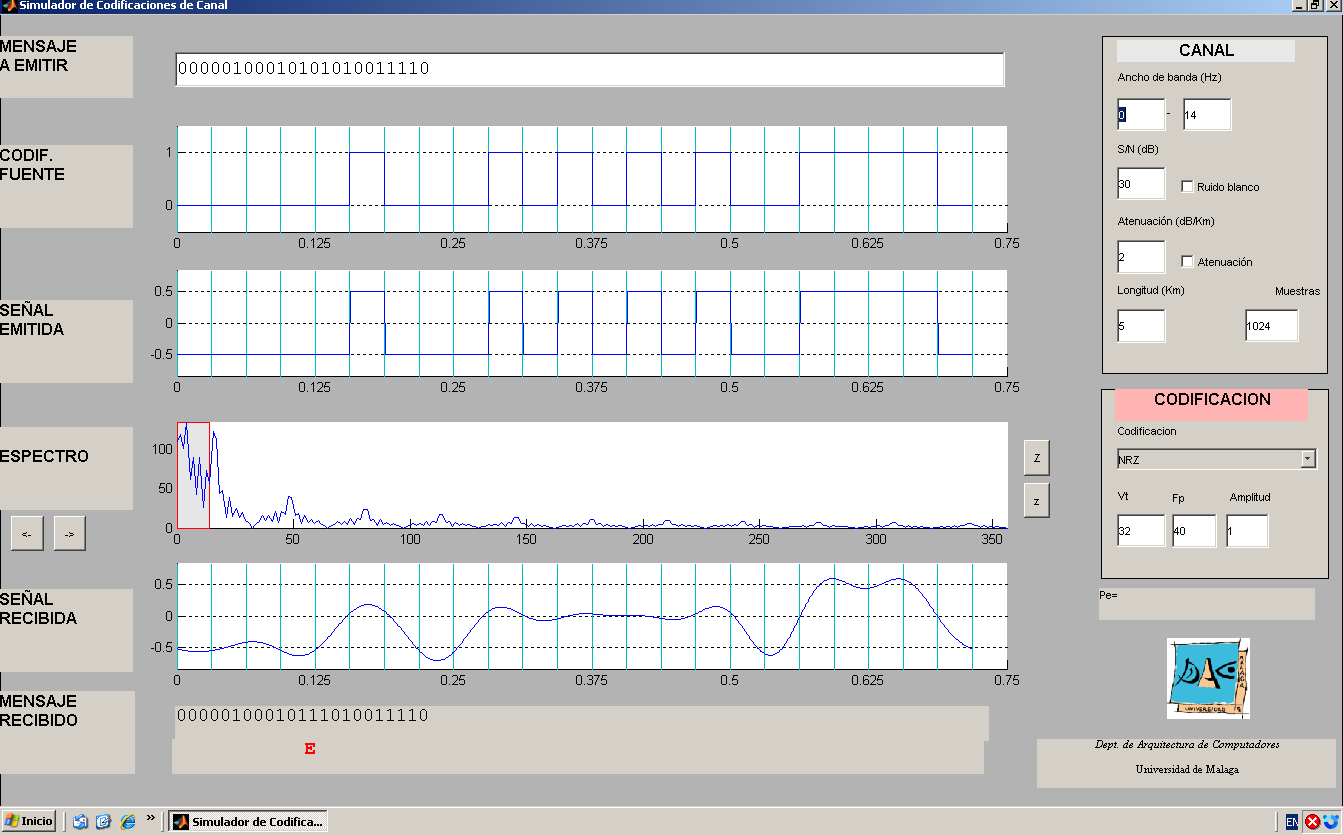 Simulador de Codificaciones de Canal
MENSAJE
A EMITIR
00000100010101010011110
CODIF.
FUENTE
1
0
0 0.125 0.25 0.375 0.5 0.625 0.75
SEÑAL
EMITIDA
0.5
0
-0.5
0 0.125 0.25 0.375 0.5 0.625 0.75
ESPECTRO
<- ->
100
50
0
0 50 100 150 200 250 300 350
Z
z
SEÑAL
RECIBIDA
0.5
0
-0.5
0 0.125 0.25 0.375 0.5 0.625 0.75
MENSAJE
RECIBIDO
00000100010111010011110
E
CANAL
Ancho de banda (Hz)
0 - 14
S/N (dB)
30 Ruido blanco
Atenuación (dB/Km)
2 Atenuación
Longitud (Km) Muestras
5 1024
CODIFICACION
Codificacion
NRZ
Vt Fp Amplitud
32 40 1
Pe=
DAC
MALAGA
UNIVERSIDAD
Dept. de Arquitectura de Computadores
Universidad de Malaga
Inicio » Simulador de Codifica... EN